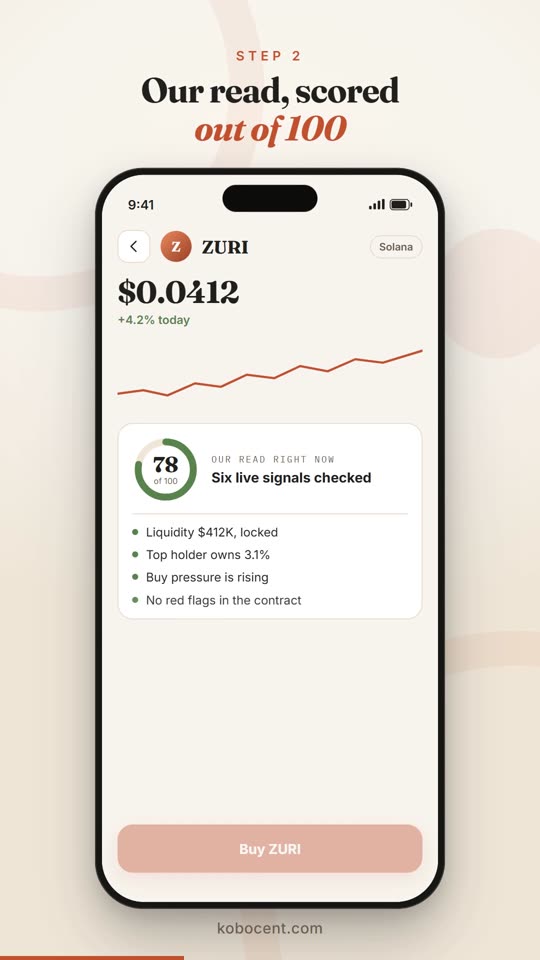 STEP 2
Our read, scored
out of 100
9:41
Z
ZURI
Solana
$0.0412
+4.2% today
78
of 100
OUR READ RIGHT NOW
Six live signals checked
Liquidity $412K, locked
Top holder owns 3.1%
Buy pressure is rising
No red flags in the contract
Buy ZURI
kobocent.com